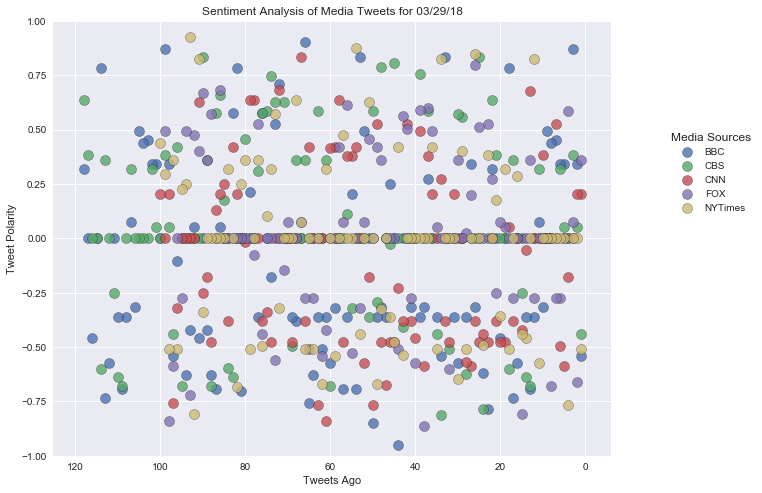 Sentiment Analysis of Media Tweets for 03/29/18
1.00
0.75
0.50
0.25
0.00
−0.25
−0.50
−0.75
−1.00
Tweet Polarity
120
100
80
60
40
20
0
Tweets Ago
Media Sources
BBC
CBS
CNN
FOX
NYTimes